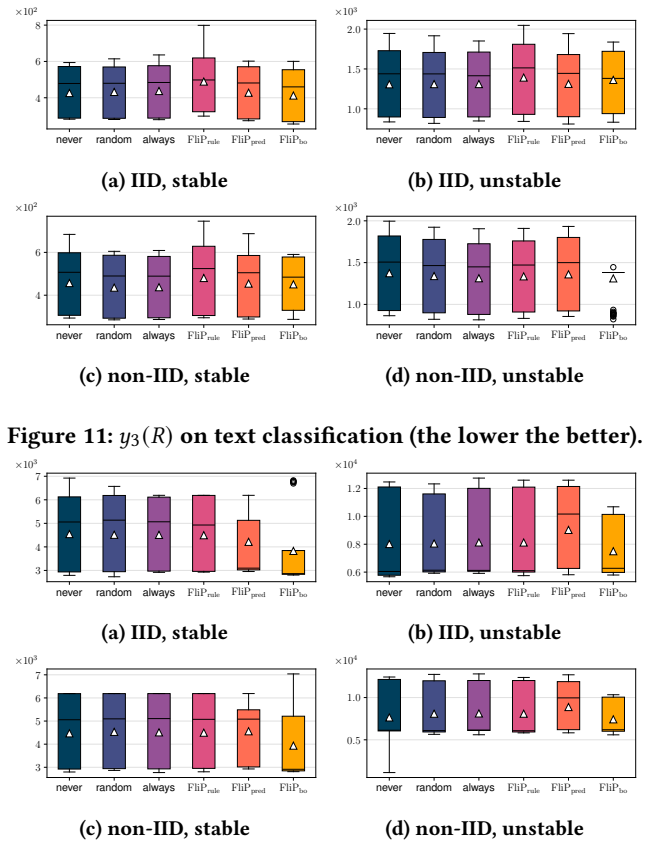 ×10² ×10³
8 2.0
6 1.5
4 1.0
never random always FliP_rule FliP_pred FliP_bo never random always FliP_rule FliP_pred FliP_bo
(a) IID, stable (b) IID, unstable
×10² ×10³
2.0
6 1.5
4 1.0
never random always FliP_rule FliP_pred FliP_bo never random always FliP_rule FliP_pred FliP_bo
(c) non-IID, stable (d) non-IID, unstable
Figure 11: y₃(R) on text classification (the lower the better).
×10³ ×10⁴
7
6 1.2
5 1.0
4 0.8
3 0.6
never random always FliP_rule FliP_pred FliP_bo never random always FliP_rule FliP_pred FliP_bo
(a) IID, stable (b) IID, unstable
×10³ ×10⁴
7
6 1.0
5
4 0.5
3
never random always FliP_rule FliP_pred FliP_bo never random always FliP_rule FliP_pred FliP_bo
(c) non-IID, stable (d) non-IID, unstable